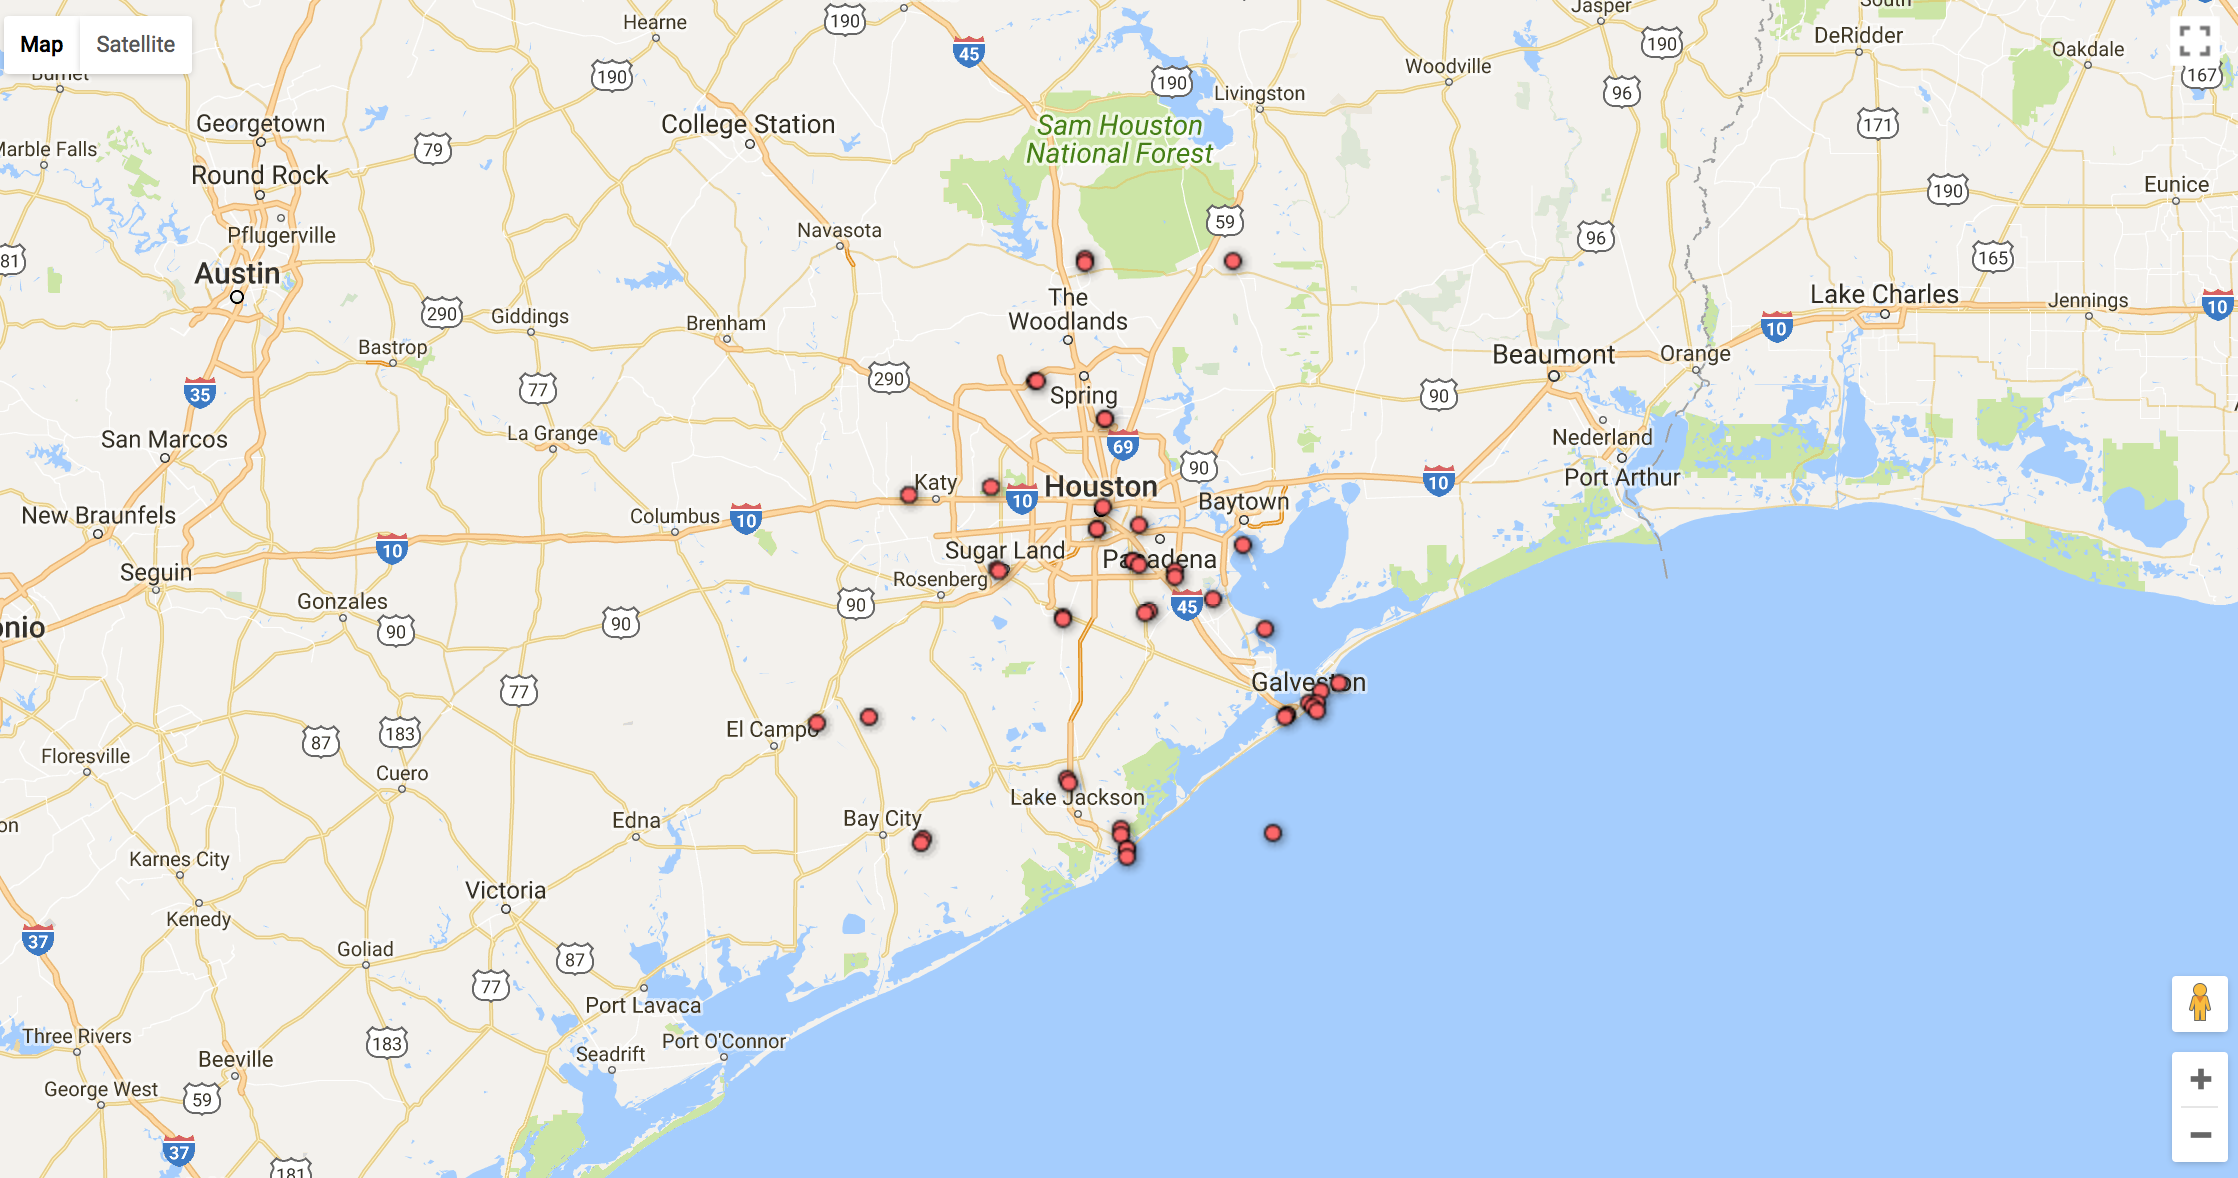 Map Satellite
Hearne
190
45
190
Jasper
South
190
DeRidder
Oakdale
167
Burnet
190
Woodville
96
190
Livingston
Georgetown
79
College Station
Sam Houston
National Forest
171
Marble Falls
Round Rock
190
Eunice
Pflugerville
Navasota
59
96
81
165
Austin
The
Woodlands
Lake Charles
Jennings
10
10
290
Giddings
Brenham
Bastrop
Beaumont
Orange
35
77
290
Spring
90
San Marcos
La Grange
69
Nederland
90
Port Arthur
Katy
10
Houston
10
Baytown
New Braunfels
Columbus
10
10
Sugar Land
Pasadena
Seguin
Rosenberg
Gonzales
90
45
90
90
onio
77
Galveston
87
183
El Campo
Floresville
Cuero
Lake Jackson
on
Edna
Bay City
Karnes City
Victoria
Kenedy
37
Goliad
87
77
Port Lavaca
Three Rivers
183
Port O'Connor
Beeville
Seadrift
George West
59
37
181